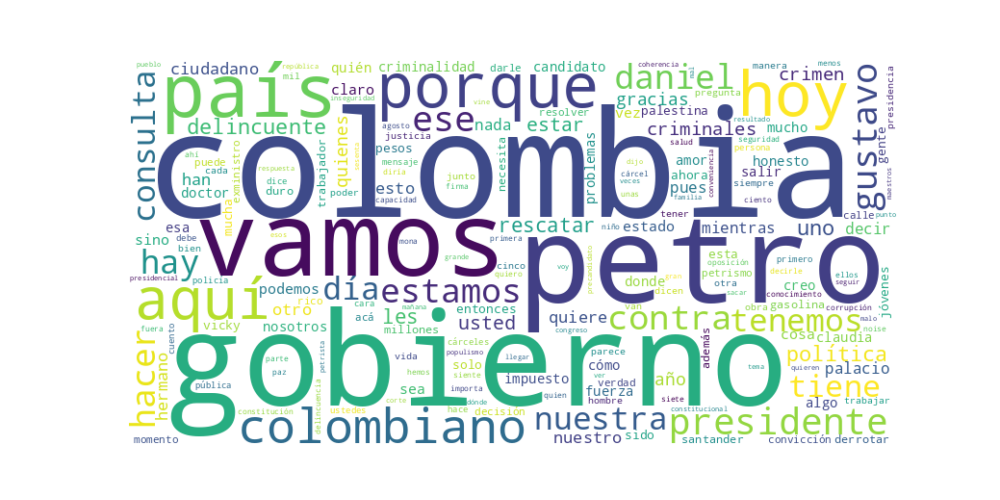 colombia
petro
gobierno
vamos
país
porque
hoy
aquí
colombiano
presidente
daniel
gustavo
consulta
contra
tenemos
hacer
hay
estamos
día
nuestra
tiene
ese
rescatar
política
delincuente
ciudadano
quién
criminalidad
darle
candidato
gracias
crimen
claro
nada
estar
criminales
mucho
palestina
vez
pregunta
manera
menos
coherencia
república
mil
pueblo
inseguridad
vine
resolver
justicia
agosto
pesos
mensaje
diría
quienes
trabajador
exministro
han
doctor
duro
puede
cada
ahí
respuesta
dice
poder
esto
junto
firma
capacidad
necesita
problemas
dijo
cárcel
veces
unas
familia
amor
ahora
pues
salud
conveniencia
seguridad
persona
resultado
honesto
salir
siempre
ciento
mientras
estado
tener
niño
calle
uno
decir
gente
maestros
presidencia
punto
esa
sino
debe
bien
mucha
mona
primera
grande
cinco
quiera
voy
precandidatos
donde
dicen
esta
oposición
petrismo
otra
primero
decirle
creo
gran
sacar
conocimiento
ellos
seguir
jóvenes
corrupción
malo
noise
gasolina
obra
van
cosa
claudia
además
palacio
quieren
algo
trabajar
derrotar
convicción
santander
constitucional
siete
tema
ver
fuerza
verdad
hombre
año
parece
cómo
quiere
usted
entonces
les
millones
acá
cara
mañana
podemos
otro
rico
policía
presidencial
vicky
nosotros
fuera
cuento
hermano
parte
paz
petrista
vida
cárceles
hemos
populismo
siente
llegar
congreso
solo
impuesto
importa
quien
dónde
sea
pública
constitución
delincuencia
ustedes
corte
hace
decisión
nuestro
sido
momento